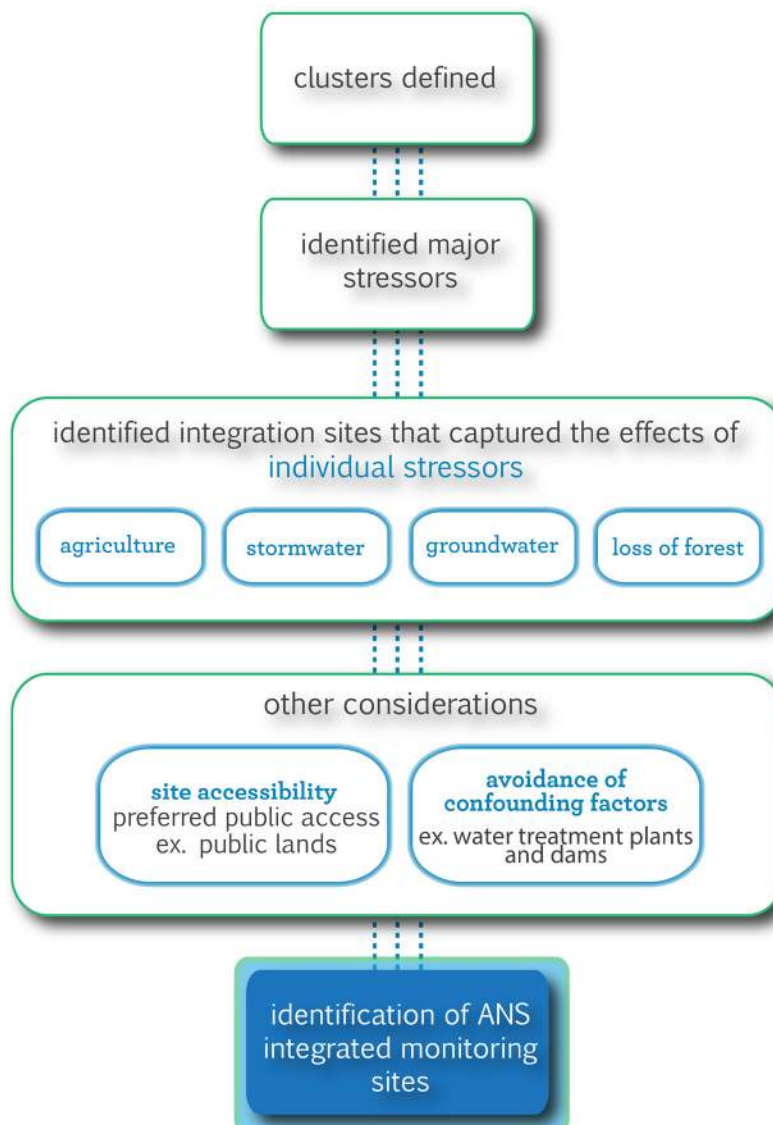 clusters defined
identified major
stressors
identified integration sites that captured the effects of
individual stressors
agriculture
stormwater
groundwater
loss of forest
other considerations
site accessibility
preferred public access
ex. public lands
avoidance of
confounding factors
ex. water treatment plants
and dams
identification of ANS
integrated monitoring
sites